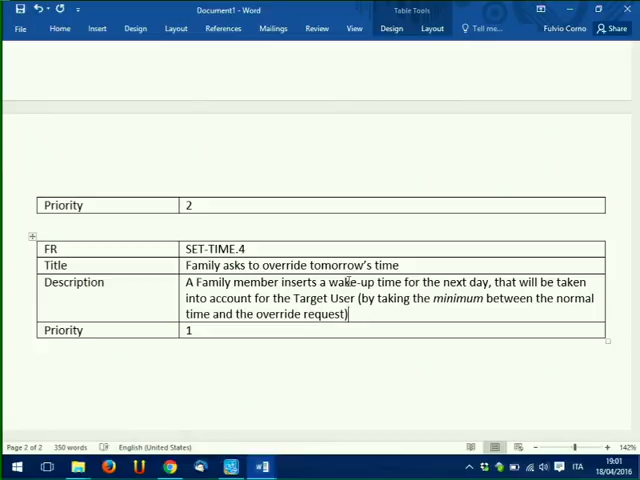 Document1 - Word
Table Tools
File
Home
Insert
Design
Layout
References
Mailings
Review
View
Design
Layout
Tell me...
Fulvio Corno
Share
Priority
2
FR
SET-TIME.4
Title
Family asks to override tomorrow's time
Description
A Family member inserts a wake-up time for the next day, that will be taken
into account for the Target User (by taking the minimum between the normal
time and the override request)
Priority
1
Page 2 of 2
350 words
English (United States)
142%
ITA
19:01
18/04/2016